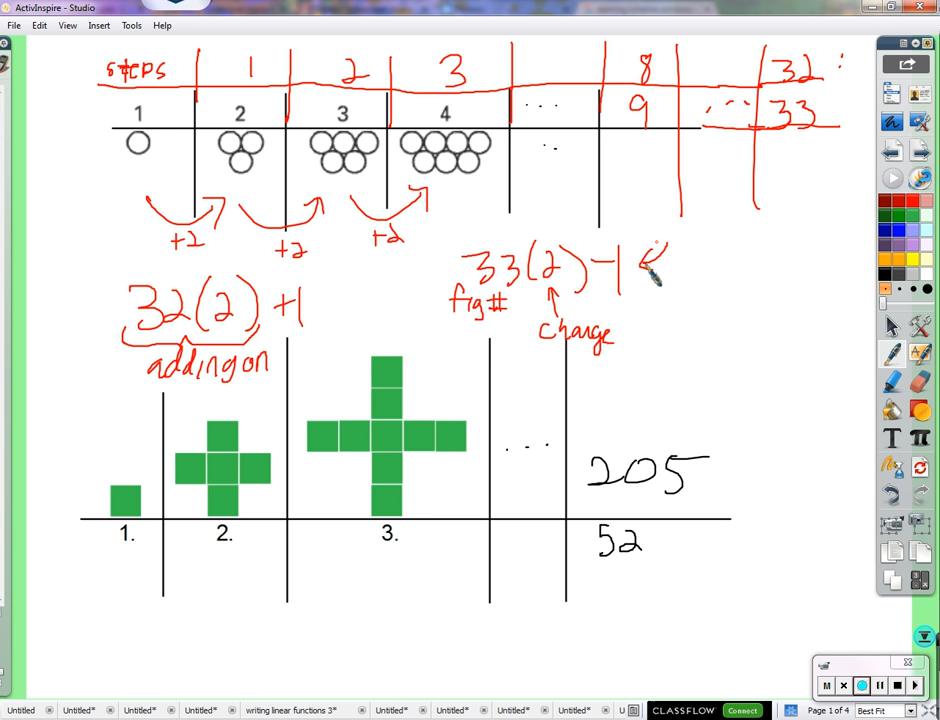 ActivInspire - Studio
File Edit View Insert Tools Help
steps 1 2 3 8 32
1 2 3 4 ... 9 ... 33
...
+2 +2 +2
33(2) -1
fig# change
32(2) +1
adding on
... 205
1. 2. 3. 52
M
Untitled Untitled* Untitled* Untitled* writing linear functions 3* Untitled* Untitled* Untitled* Untitled* Untitled* U CLASSFLOW Connect Page 1 of 4 Best Fit